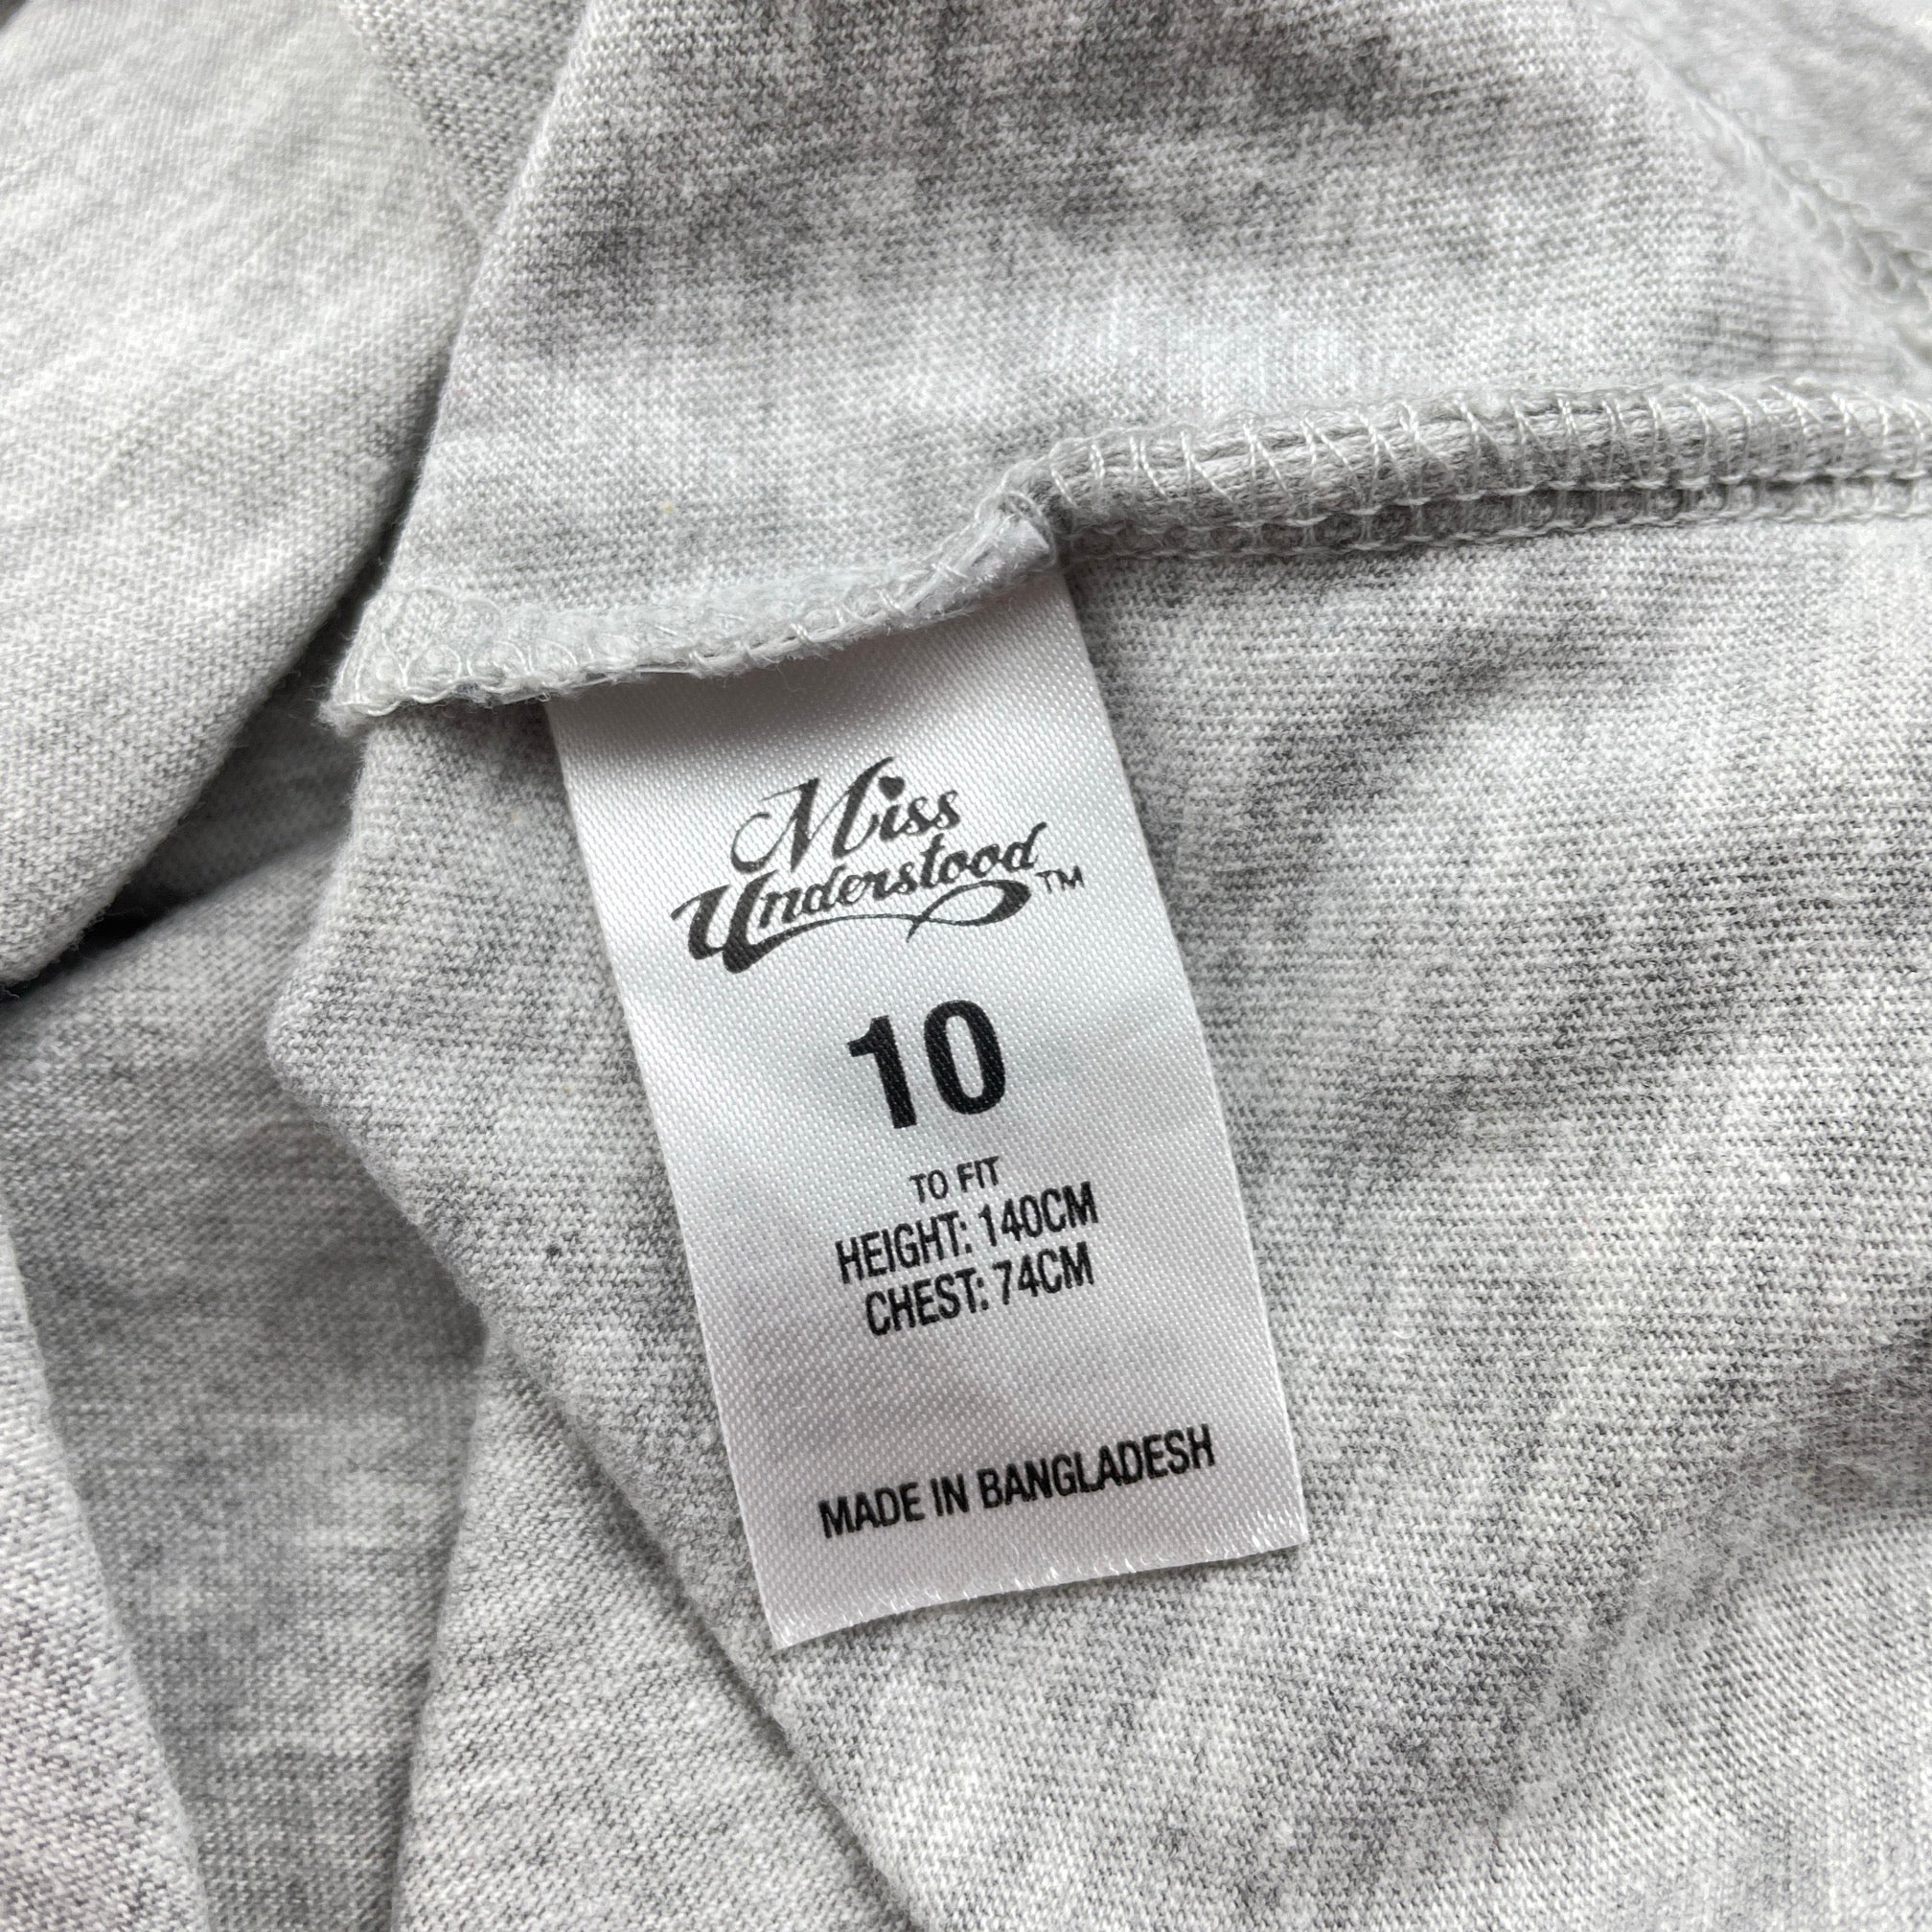 Miss
Understood™
10
TO FIT
HEIGHT: 140CM
CHEST: 74CM
MADE IN BANGLADESH